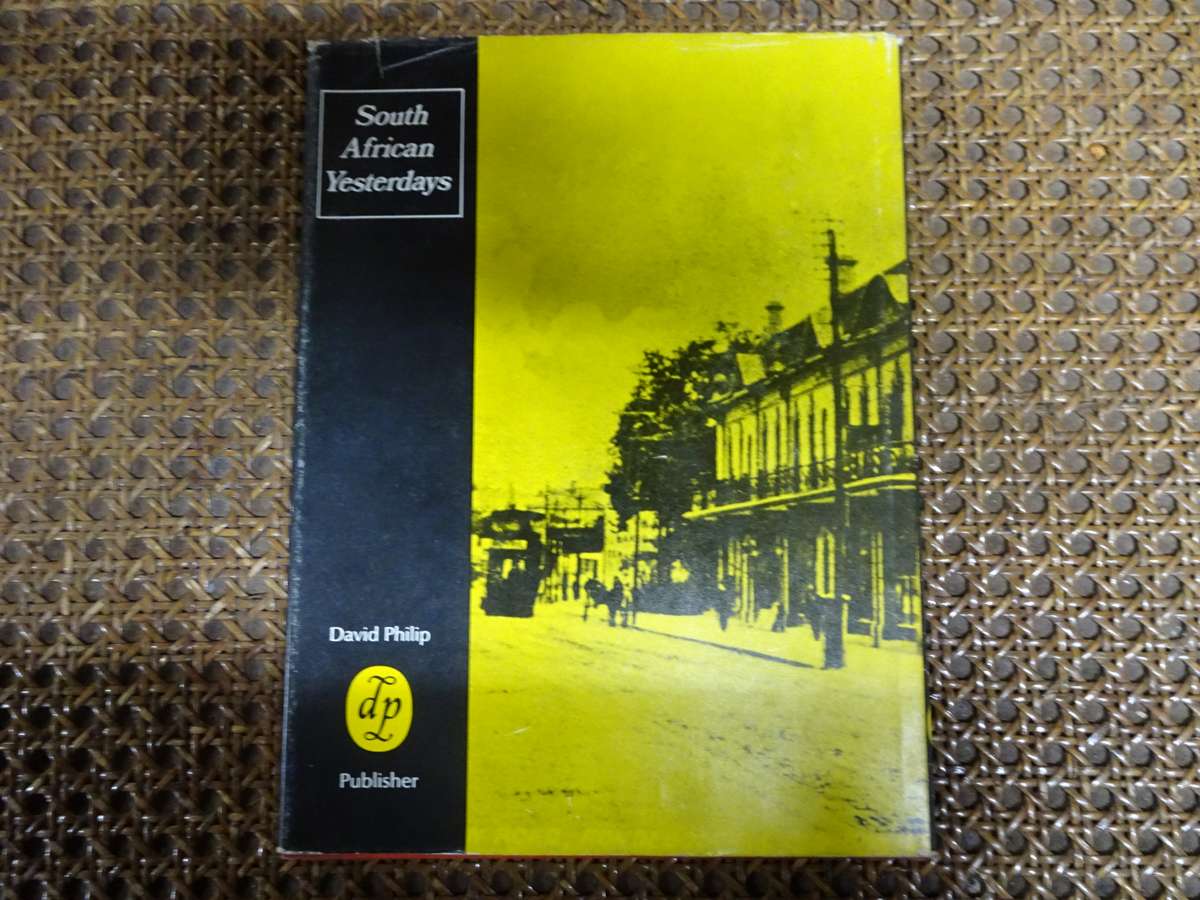 South
African
Yesterdays
David Philip
dp
Publisher